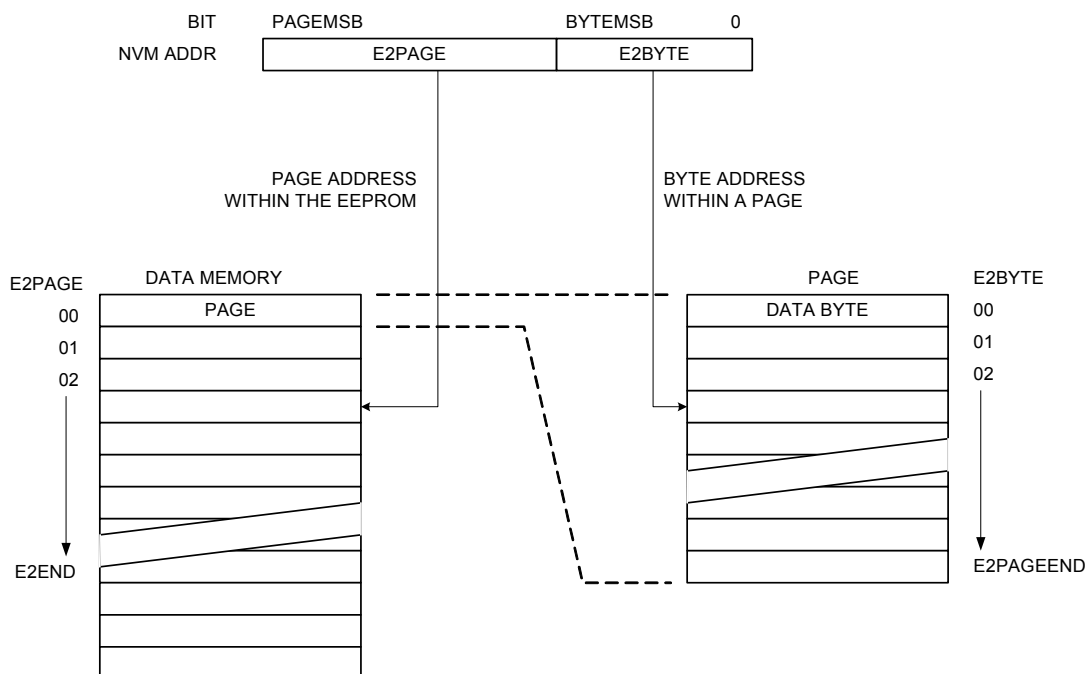 BIT PAGEMSB BYTEMSB 0
NVM ADDR E2PAGE E2BYTE
PAGE ADDRESS
WITHIN THE EEPROM
BYTE ADDRESS
WITHIN A PAGE
E2PAGE DATA MEMORY
00 PAGE
01
02
E2END
PAGE E2BYTE
DATA BYTE 00
01
02
E2PAGEEND